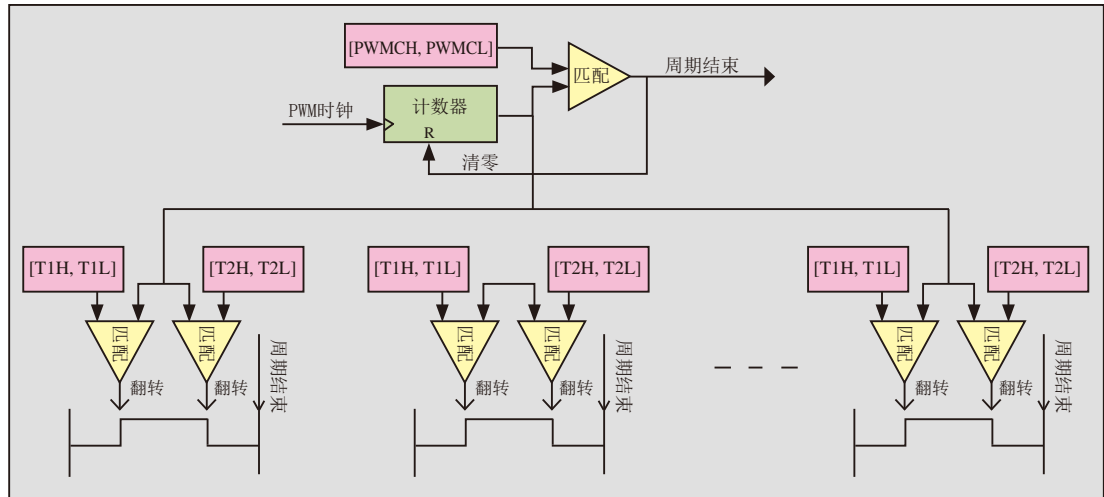 [PWMCH, PWMCL]
匹配
周期结束
计数器
PWM时钟
R
清零
[T1H, T1L]
[T2H, T2L]
[T1H, T1L]
[T2H, T2L]
[T1H, T1L]
[T2H, T2L]
匹配
匹配
周期结束
匹配
匹配
周期结束
匹配
匹配
周期结束
翻转
翻转
翻转
翻转
翻转
翻转